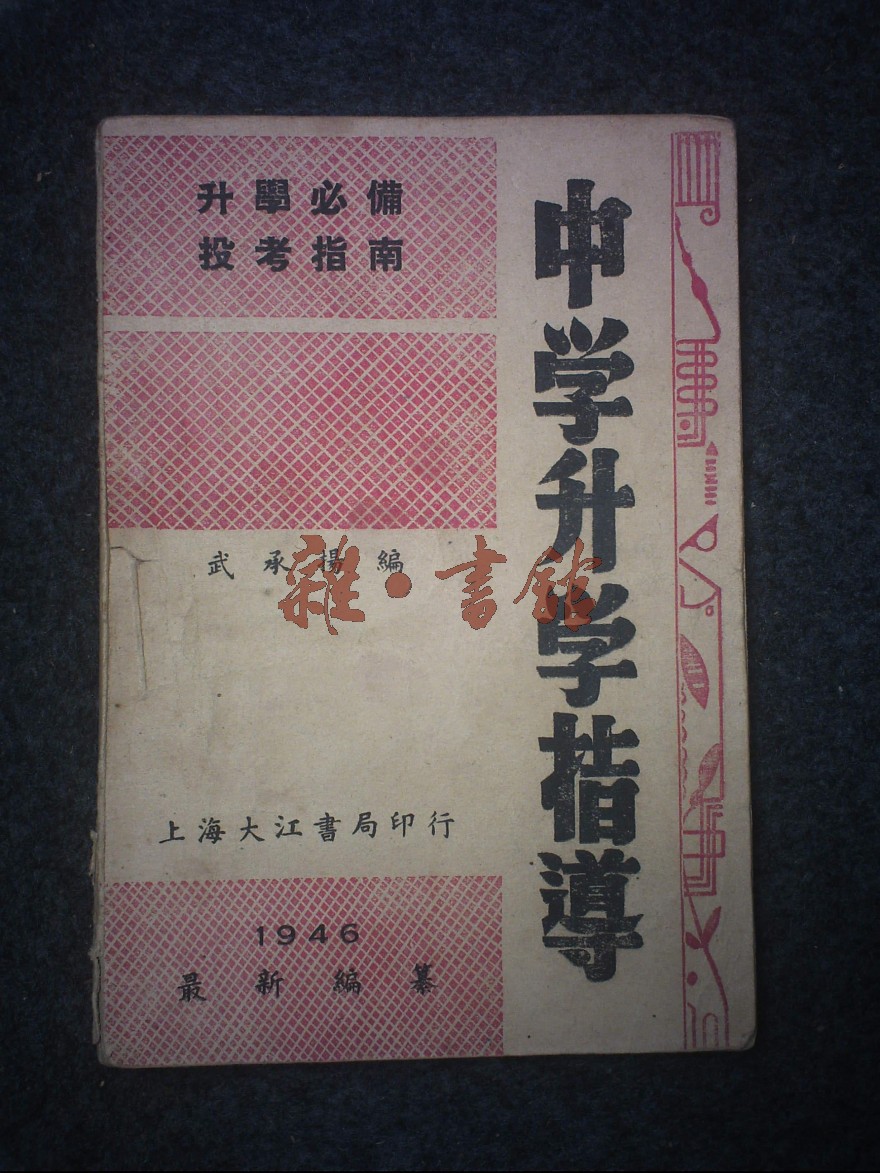 中学升学指導
升學必備
投考指南
武承揚編
雜·書館
上海大江書局印行
1946
最新編纂